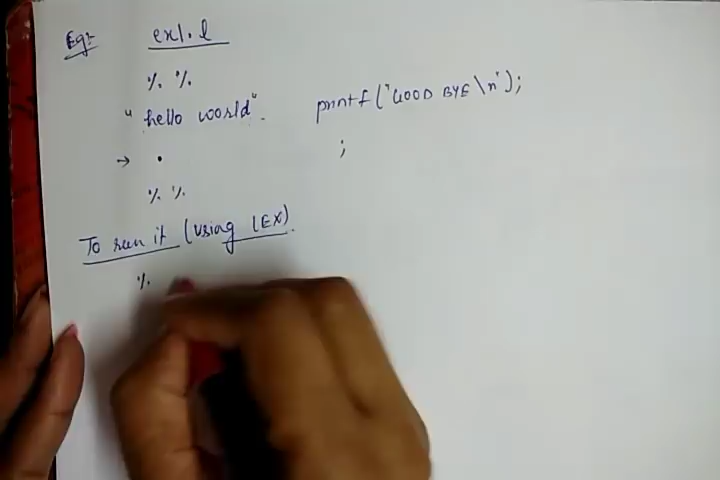 Eg:- ex1.l
%%
"hello world". printf("GOOD BYE \n");
→ . ;
%%
To run it (using LEX).
%